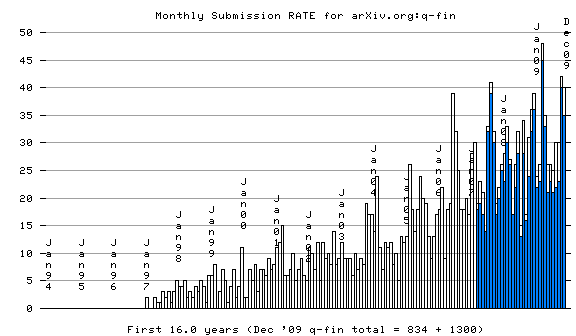 Monthly Submission RATE for arXiv.org:q-fin
50
45
40
35
30
25
20
15
10
5
0
Jan94
Jan95
Jan96
Jan97
Jan98
Jan99
Jan00
Jan01
Jan03
Jan04
Jan05
Jan06
Jan07
Jan08
Jan09
Dec09
First 16.0 years (Dec '09 q-fin total = 834 + 1300)